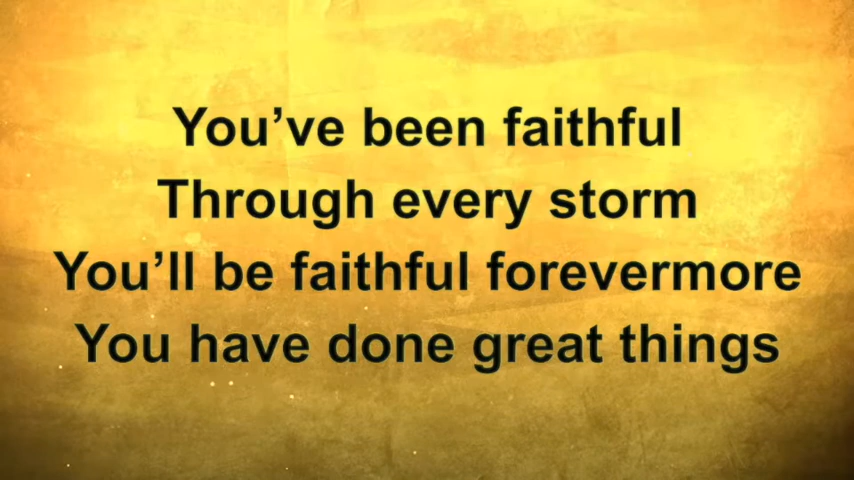 You’ve been faithful
Through every storm
You’ll be faithful forevermore
You have done great things